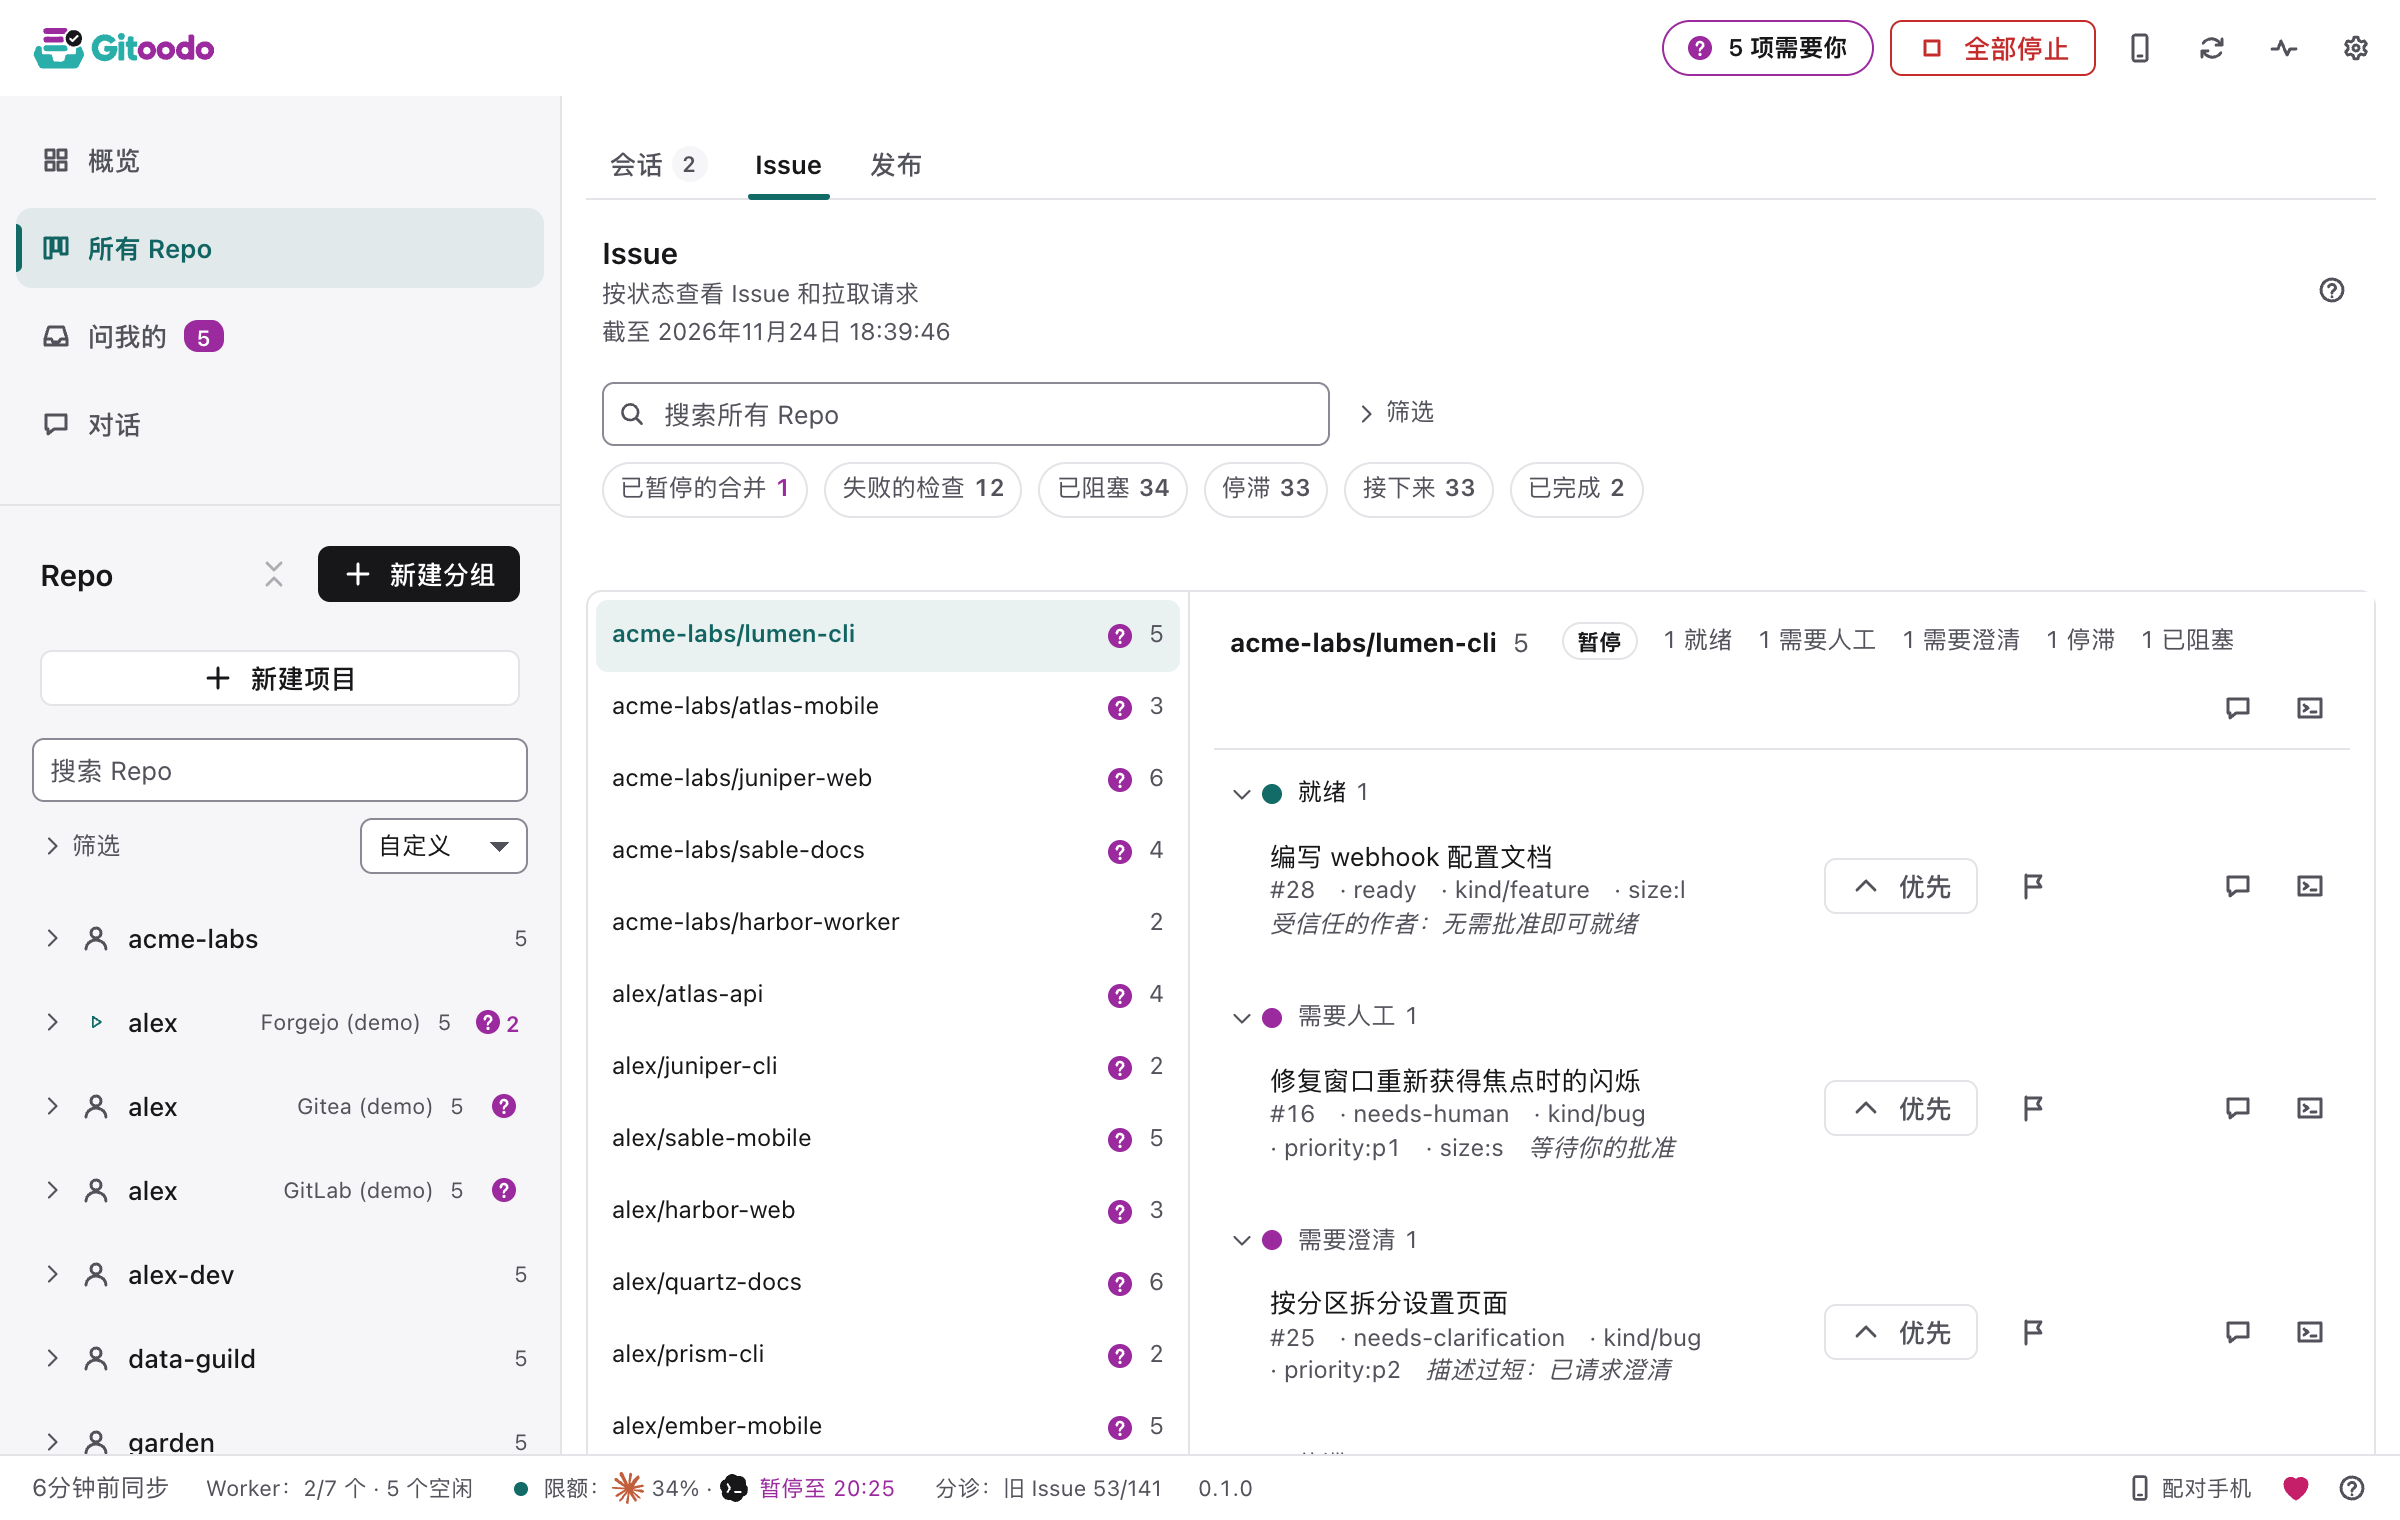 Gitoodo
5 项需要你
全部停止
概览
所有 Repo
问我的 5
对话
Repo
新建分组
新建项目
搜索 Repo
筛选
自定义
acme-labs 5
alex Forgejo (demo) 5 2
alex Gitea (demo) 5
alex GitLab (demo) 5
alex-dev 5
data-guild 5
garden 5
会话 2
Issue
发布
Issue
按状态查看 Issue 和拉取请求
截至 2026年11月24日 18:39:46
搜索所有 Repo
筛选
已暂停的合并 1
失败的检查 12
已阻塞 34
停滞 33
接下来 33
已完成 2
acme-labs/lumen-cli 5
acme-labs/atlas-mobile 3
acme-labs/juniper-web 6
acme-labs/sable-docs 4
acme-labs/harbor-worker 2
alex/atlas-api 4
alex/juniper-cli 2
alex/sable-mobile 5
alex/harbor-web 3
alex/quartz-docs 6
alex/prism-cli 2
alex/ember-mobile 5
acme-labs/lumen-cli 5 暂停 1 就绪 1 需要人工 1 需要澄清 1 停滞 1 已阻塞
就绪 1
编写 webhook 配置文档
#28 · ready · kind/feature · size:l
受信任的作者：无需批准即可就绪
优先
需要人工 1
修复窗口重新获得焦点时的闪烁
#16 · needs-human · kind/bug
· priority:p1 · size:s 等待你的批准
优先
需要澄清 1
按分区拆分设置页面
#25 · needs-clarification · kind/bug
· priority:p2 描述过短：已请求澄清
优先
6分钟前同步
Worker：2/7 个 · 5 个空闲
限额： 34% · 暂停至 20:25
分诊：旧 Issue 53/141
0.1.0
配对手机